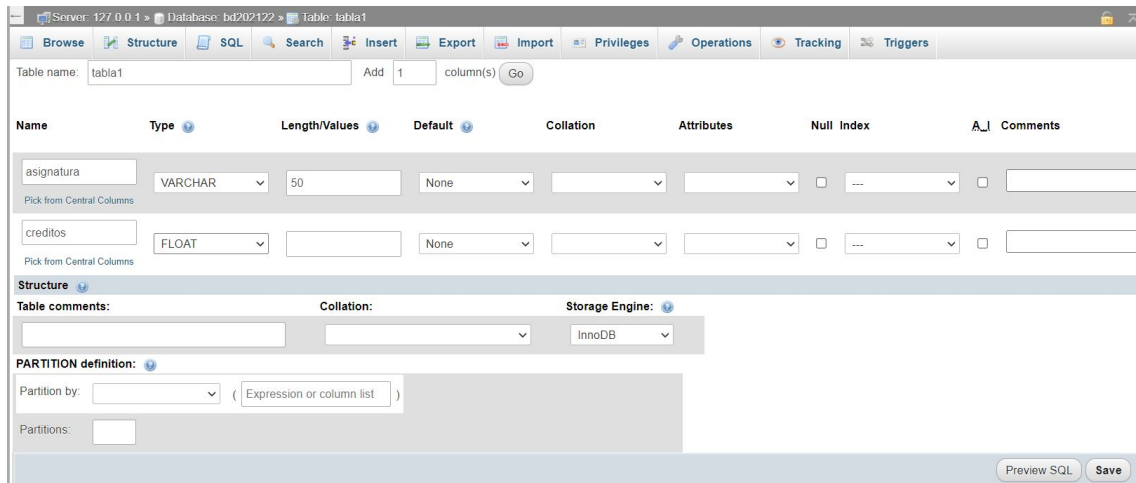 Server: 127.0.0.1 » Database: bd202122 » Table: tabla1
Browse Structure SQL Search Insert Export Import Privileges Operations Tracking Triggers
Table name: tabla1 Add 1 column(s) Go
Name Type Length/Values Default Collation Attributes Null Index A_I Comments
asignatura VARCHAR 50 None ---
Pick from Central Columns
creditos FLOAT None ---
Pick from Central Columns
Structure
Table comments: Collation: Storage Engine:
InnoDB
PARTITION definition:
Partition by: ( Expression or column list )
Partitions:
Preview SQL Save